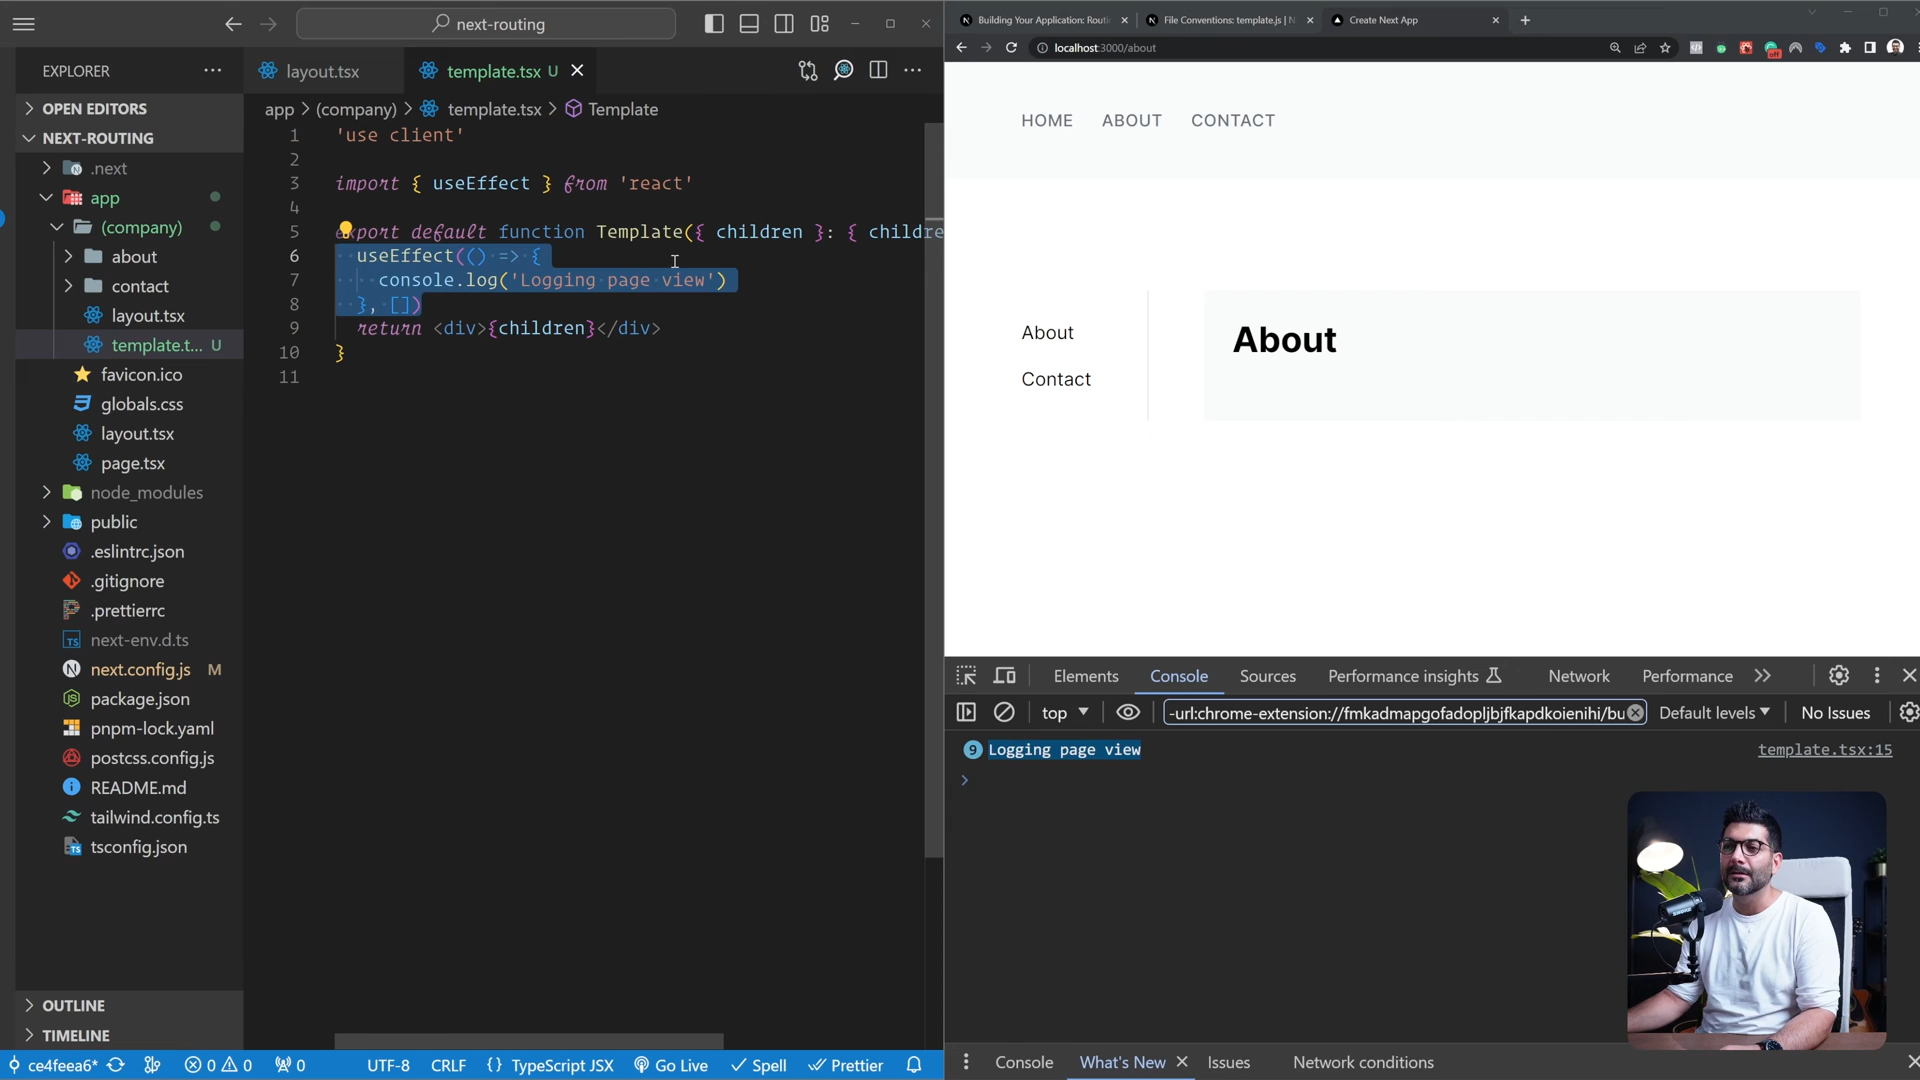 next-routing
EXPLORER
OPEN EDITORS
NEXT-ROUTING
.next
app
(company)
about
contact
layout.tsx
template.t... U
favicon.ico
globals.css
layout.tsx
page.tsx
node_modules
public
.eslintrc.json
.gitignore
.prettierrc
next-env.d.ts
next.config.js M
package.json
pnpm-lock.yaml
postcss.config.js
README.md
tailwind.config.ts
tsconfig.json
OUTLINE
TIMELINE
layout.tsx
template.tsx U
app > (company) > template.tsx > Template
1 'use client'
2
3 import { useEffect } from 'react'
4
5 export default function Template({ children }: { childre
6 useEffect(() => {
7 console.log('Logging page view')
8 }, [])
9 return <div>{children}</div>
10 }
11
ce4feea6* 0 0 0 UTF-8 CRLF {} TypeScript JSX Go Live Spell Prettier
Building Your Application: Routi
File Conventions: template.js | N
Create Next App
localhost:3000/about
HOME ABOUT CONTACT
About
Contact
About
Elements Console Sources Performance insights Network Performance
top -url:chrome-extension://fmkadmapgofadopljbjfkapdkoienihi/bu Default levels No Issues
9 Logging page view template.tsx:15
Console What's New Issues Network conditions